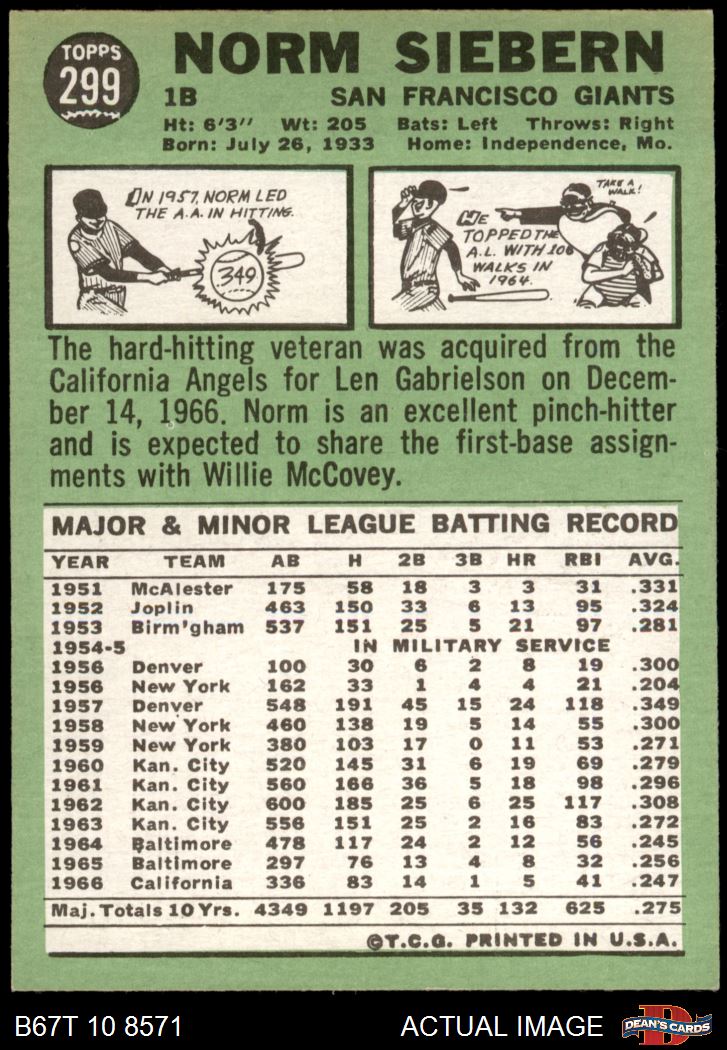 TOPPS
299
NORM SIEBERN
1B SAN FRANCISCO GIANTS
Ht: 6'3" Wt: 205 Bats: Left Throws: Right
Born: July 26, 1933 Home: Independence, Mo.
IN 1957, NORM LED
THE A.A. IN HITTING.
349
TAKE A
WALK!
HE
TOPPED THE
A.L. WITH 106
WALKS IN
1964.
The hard-hitting veteran was acquired from the
California Angels for Len Gabrielson on Decem-
ber 14, 1966. Norm is an excellent pinch-hitter
and is expected to share the first-base assign-
ments with Willie McCovey.
MAJOR & MINOR LEAGUE BATTING RECORD
YEAR TEAM AB H 2B 3B HR RBI AVG.
1951 McAlester 175 58 18 3 3 31 .331
1952 Joplin 463 150 33 6 13 95 .324
1953 Birm'gham 537 151 25 5 21 97 .281
1954-5 IN MILITARY SERVICE
1956 Denver 100 30 6 2 8 19 .300
1956 New York 162 33 1 4 4 21 .204
1957 Denver 548 191 45 15 24 118 .349
1958 New York 460 138 19 5 14 55 .300
1959 New York 380 103 17 0 11 53 .271
1960 Kan. City 520 145 31 6 19 69 .279
1961 Kan. City 560 166 36 5 18 98 .296
1962 Kan. City 600 185 25 6 25 117 .308
1963 Kan. City 556 151 25 2 16 83 .272
1964 Baltimore 478 117 24 2 12 56 .245
1965 Baltimore 297 76 13 4 8 32 .256
1966 California 336 83 14 1 5 41 .247
Maj. Totals 10 Yrs. 4349 1197 205 35 132 625 .275
©T.C.G. PRINTED IN U.S.A.
B67T 10 8571 ACTUAL IMAGE
D
DEAN'S CARDS